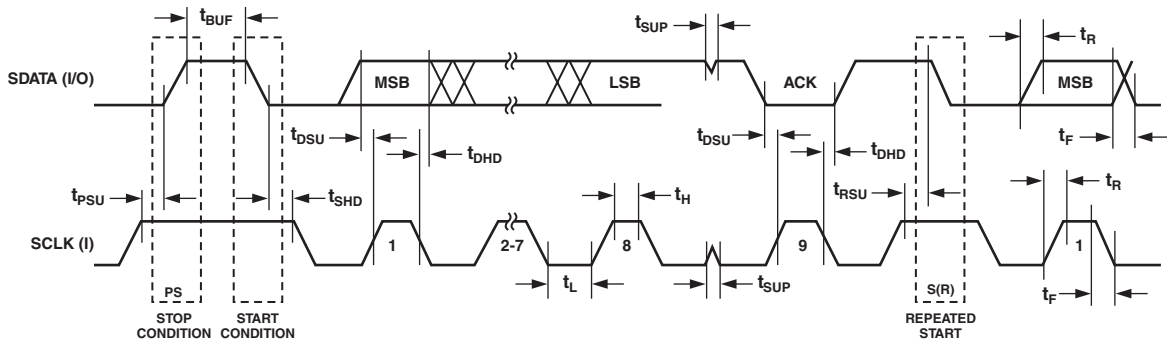 tBUF
tSUP
tR
SDATA (I/O)
MSB
LSB
ACK
MSB
tDSU
tDHD
tDSU
tDHD
tF
tPSU
tSHD
tH
tRSU
tR
SCLK (I)
1
2-7
8
9
1
tL
tSUP
tF
PS
S(R)
STOP
CONDITION
START
CONDITION
REPEATED
START